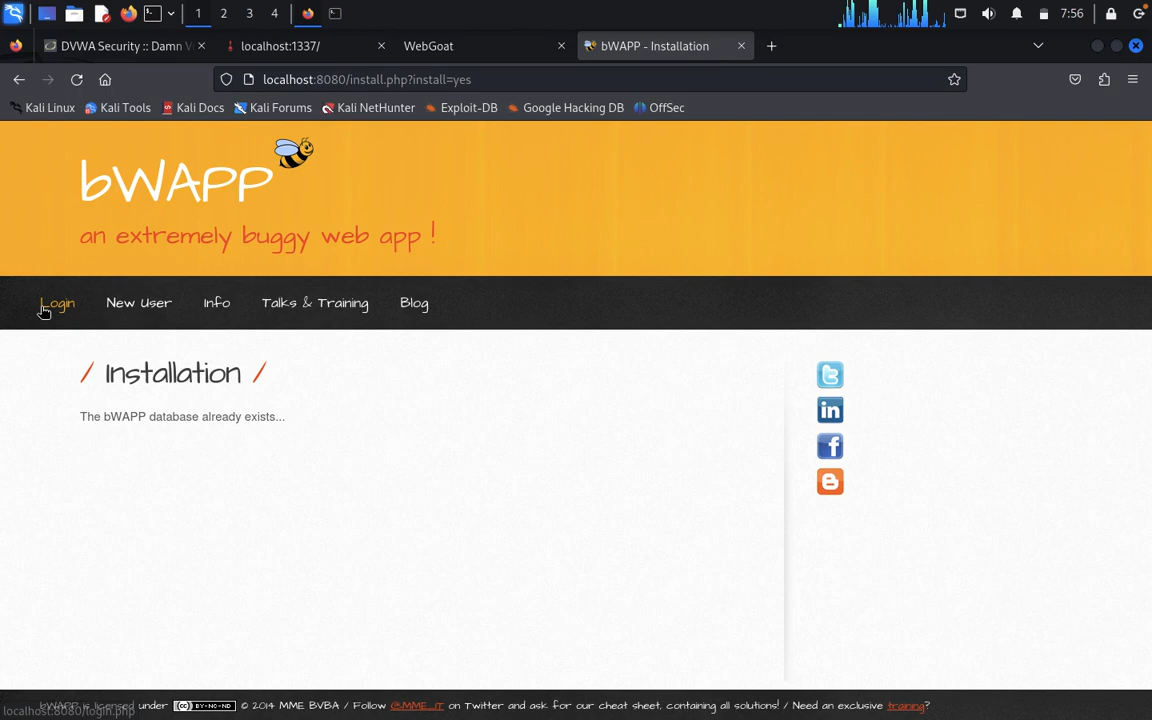 1 2 3 4 7:56
DVWA Security :: Damn V localhost:1337/ WebGoat bWAPP - Installation
localhost:8080/install.php?install=yes
Kali Linux Kali Tools Kali Docs Kali Forums Kali NetHunter Exploit-DB Google Hacking DB OffSec
bWAPP
an extremely buggy web app !
Login New User Info Talks & Training Blog
/ Installation /
The bWAPP database already exists...
bWAPP is licensed under BY-NC-ND © 2014 MME BVBA / Follow @MME_IT on Twitter and ask for our cheat sheet, containing all solutions! / Need an exclusive training?
localhost:8080/login.php